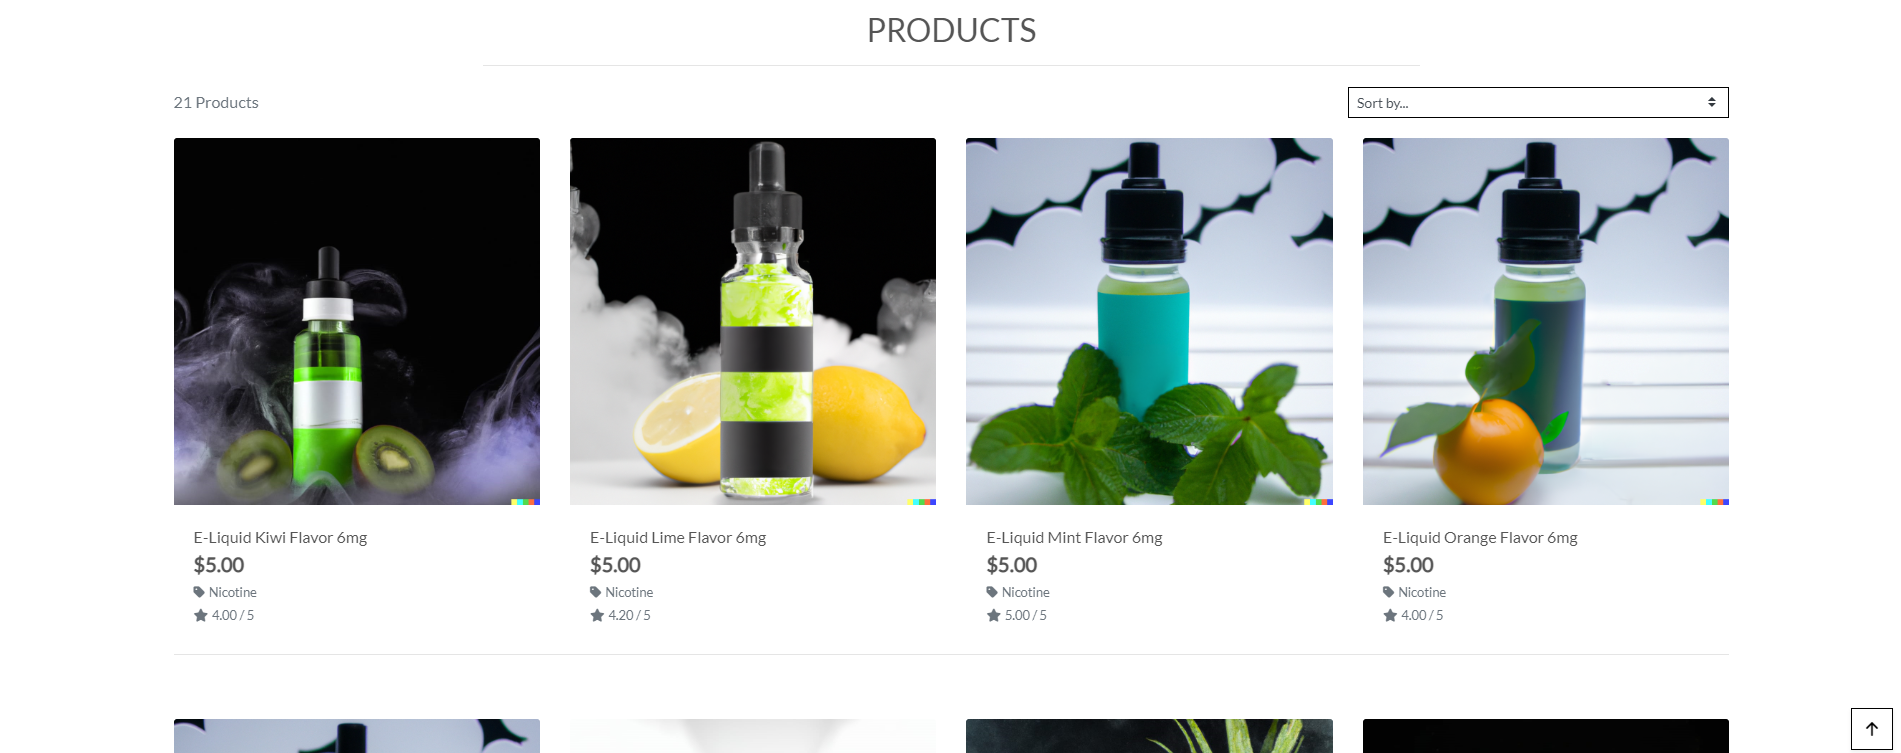 PRODUCTS
21 Products
Sort by...
E-Liquid Kiwi Flavor 6mg
$5.00
Nicotine
4.00 / 5
E-Liquid Lime Flavor 6mg
$5.00
Nicotine
4.20 / 5
E-Liquid Mint Flavor 6mg
$5.00
Nicotine
5.00 / 5
E-Liquid Orange Flavor 6mg
$5.00
Nicotine
4.00 / 5